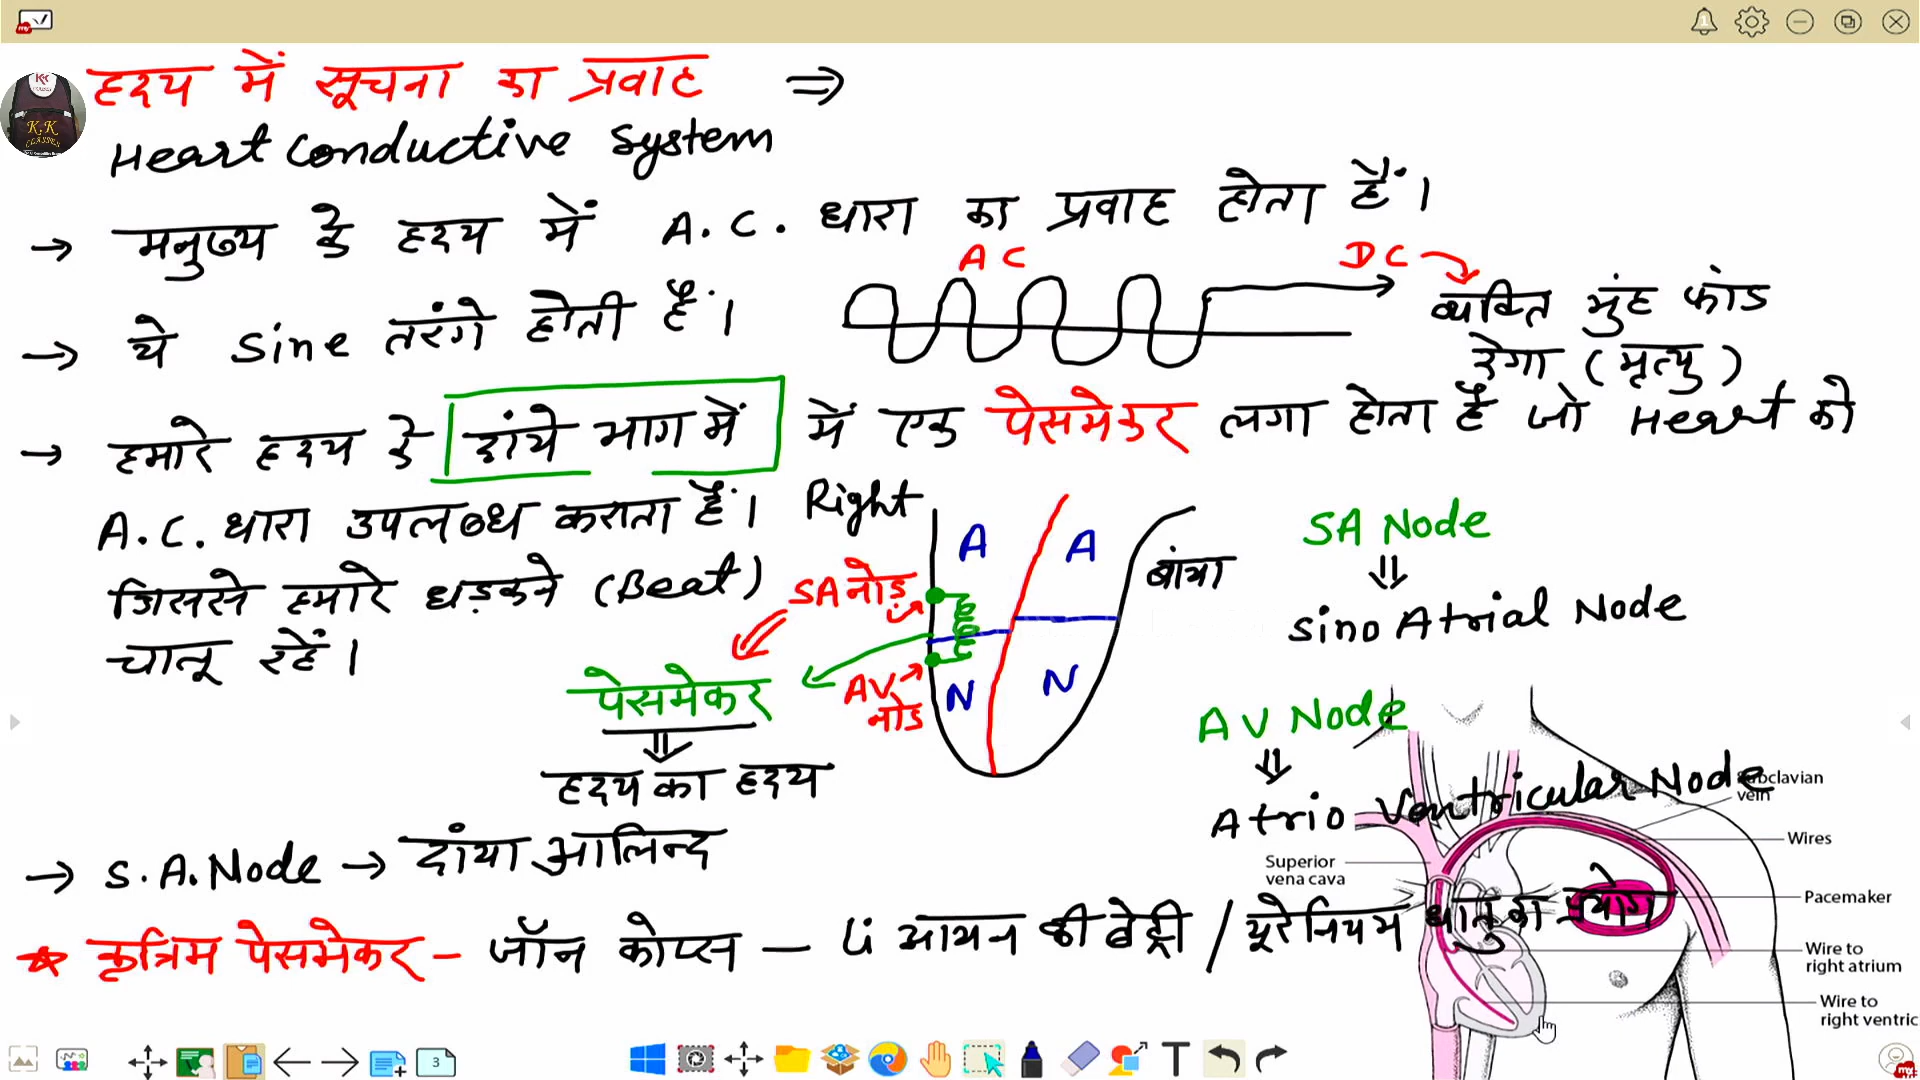 हृदय में सूचना का प्रवाह ⇒
Heart Conductive System
→ मनुष्य के हृदय में A.C. धारा का प्रवाह होता हैं।
→ ये Sine तरंगे होती हैं।
AC DC
व्यक्ति मुंह फाड़
देगा (मृत्यु)
→ हमारे हृदय के दांये भाग में में एक पेसमेकर लगा होता है जो Heart को
A.C. धारा उपलब्ध कराता हैं।
जिससे हमारे धड़कने (Beat)
चालू रहें।
Right
A A
बांया
SA नोड़
AV नोड
N N
पेसमेकर
⇓
हृदय का हृदय
SA Node
⇓
Sino Atrial Node
AV Node
⇓
Atrio Ventricular Node
→ S.A. Node → दांया आलिन्द
☆ कृत्रिम पेसमेकर - जॉन कोप्स – Li आयन की बेट्री / यूरेनियम धातु का प्रयोग
Subclavian
vein
Wires
Superior
vena cava
Pacemaker
Wire to
right atrium
Wire to
right ventric
K.K
CLASSES
3